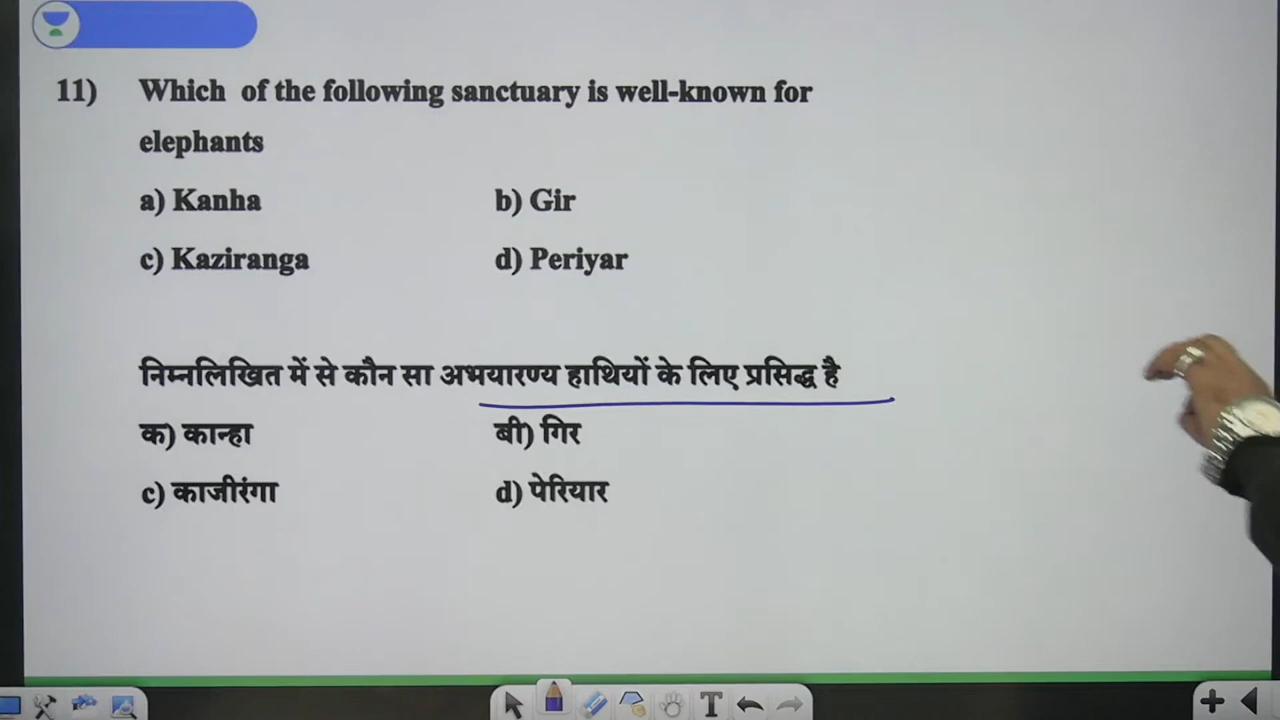 11) Which of the following sanctuary is well-known for
elephants
a) Kanha b) Gir
c) Kaziranga d) Periyar
निम्नलिखित में से कौन सा अभयारण्य हाथियों के लिए प्रसिद्ध है
क) कान्हा बी) गिर
c) काजीरंगा d) पेरियार
T